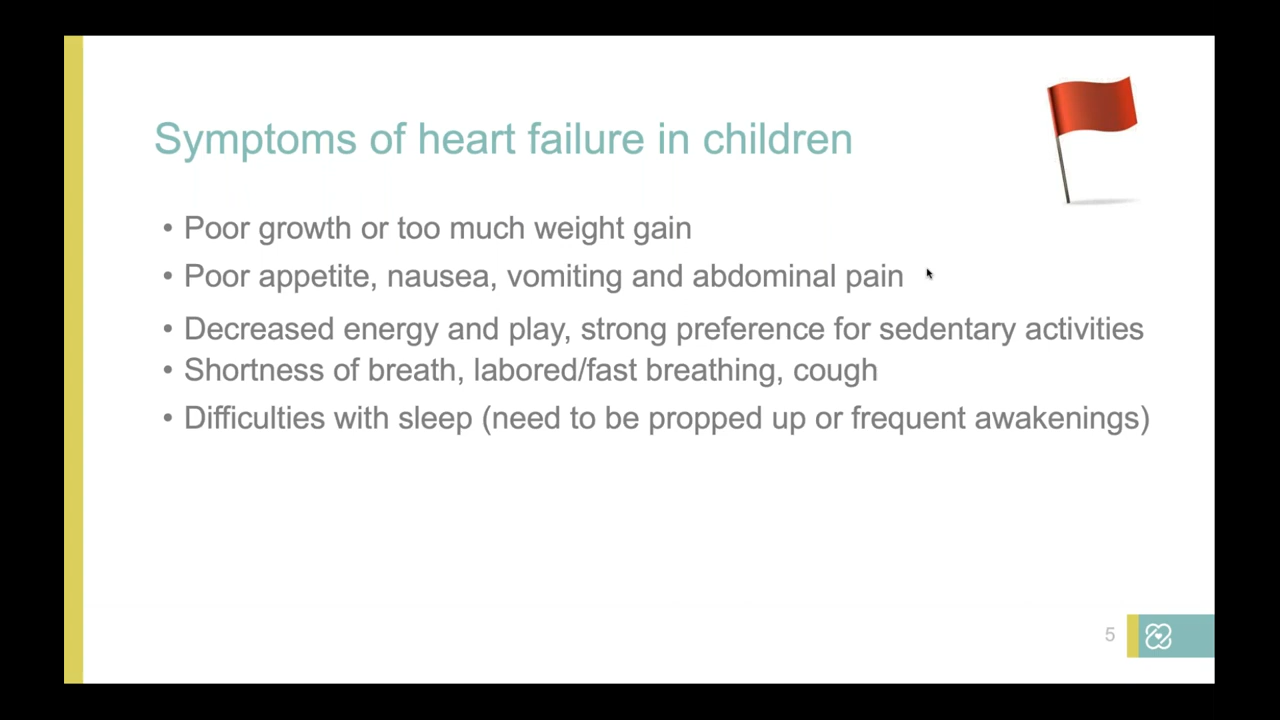 Symptoms of heart failure in children
• Poor growth or too much weight gain
• Poor appetite, nausea, vomiting and abdominal pain
• Decreased energy and play, strong preference for sedentary activities
• Shortness of breath, labored/fast breathing, cough
• Difficulties with sleep (need to be propped up or frequent awakenings)
5